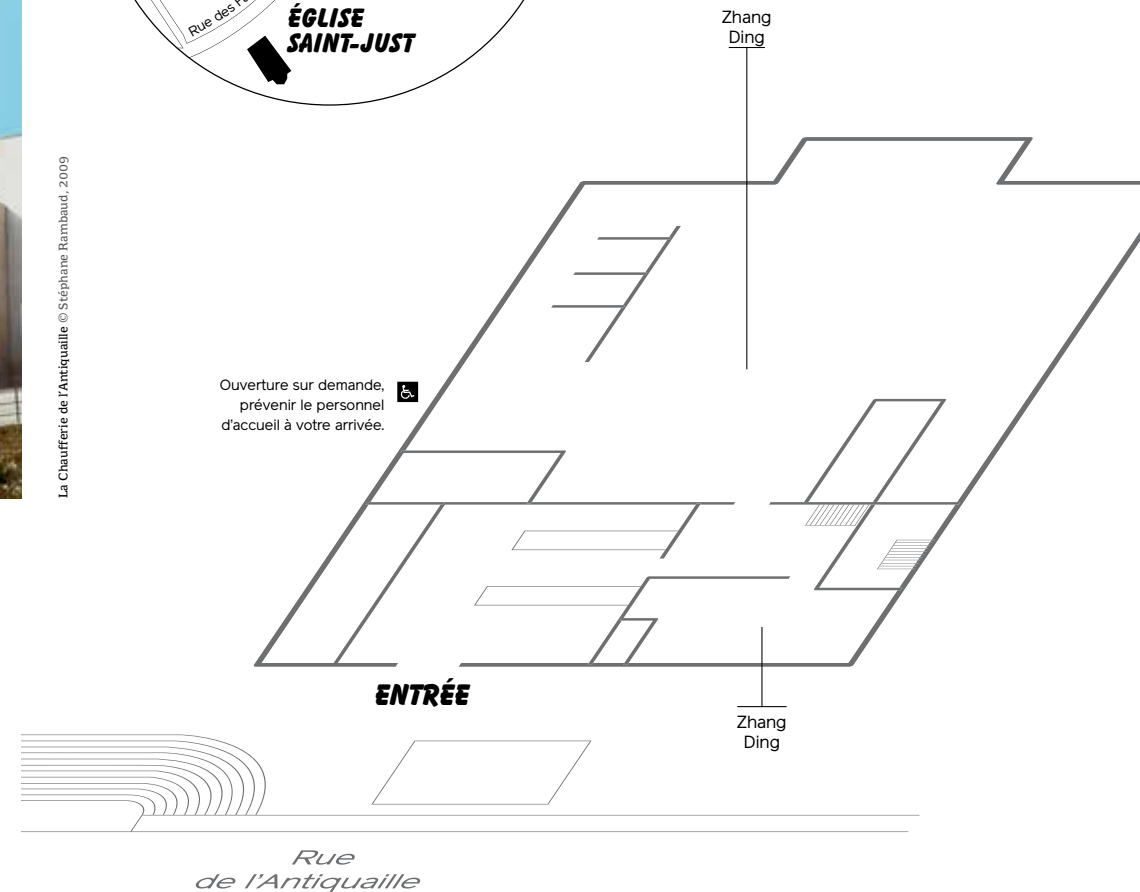 Rue des
ÉGLISE
SAINT-JUST
Zhang
Ding
La Chaufferie de l'Antiquaille © Stéphane Rambaud, 2009
Ouverture sur demande,
prévenir le personnel
d'accueil à votre arrivée.
ENTRÉE
Zhang
Ding
Rue
de l'Antiquaille